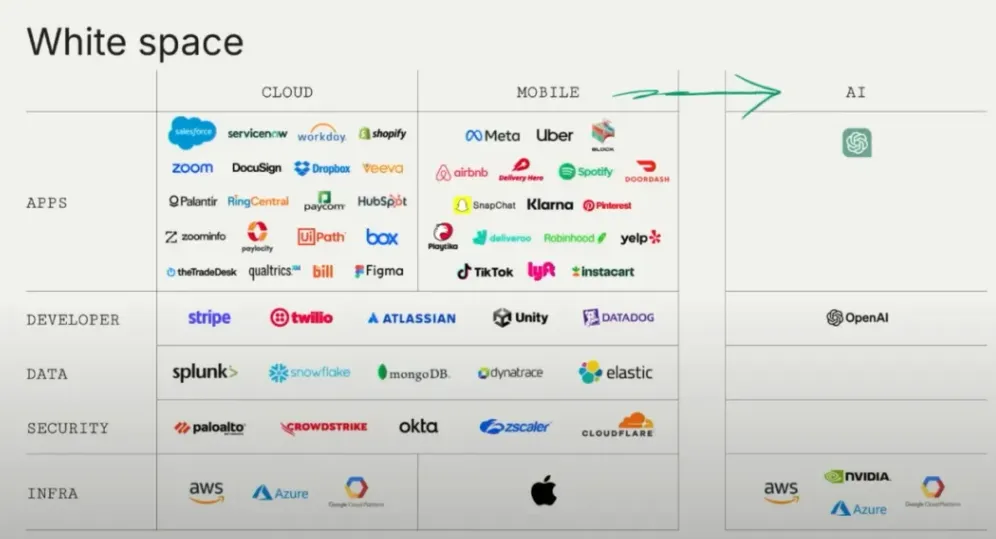 White space
CLOUD MOBILE AI
APPS
salesforce servicenow workday. shopify
zoom DocuSign Dropbox Veeva
Palantir RingCentral paycom HubSpot
zoominfo paylocity UiPath box
theTradeDesk qualtrics.XM bill Figma
Meta Uber BLOCK
airbnb Delivery Hero Spotify DOORDASH
SnapChat Klarna Pinterest
Playtika deliveroo Robinhood yelp
TikTok lyft instacart
DEVELOPER
stripe twilio ATLASSIAN Unity DATADOG
OpenAI
DATA
splunk> snowflake mongoDB. dynatrace elastic
SECURITY
paloalto CROWDSTRIKE okta zscaler CLOUDFLARE
INFRA
aws Azure Google Cloud Platform
aws NVIDIA. Azure Google Cloud Platform